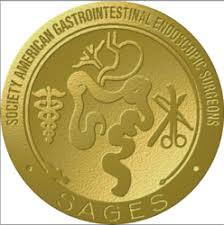 SOCIETY AMERICAN GASTROINTESTINAL ENDOSCOPIC SURGEONS
SAGES